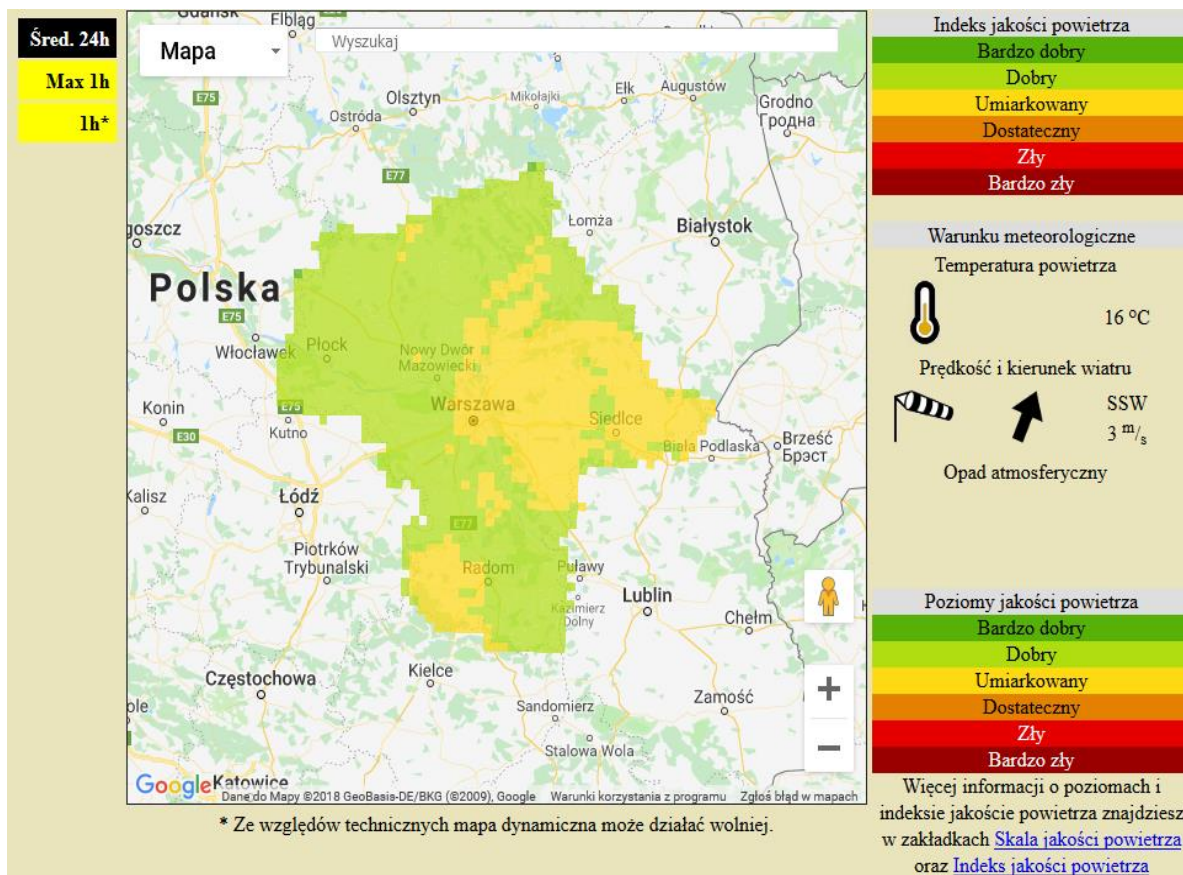 Śred. 24h
Max 1h
1h*
Mapa
Wyszukaj
Gdańsk
Elbląg
E75
Olsztyn
Ostróda
Mikołajki
Ełk
Augustów
Grodno
Гродна
E77
Łomża
Białystok
goszcz
Polska
E75
Włocławek
Płock
Nowy Dwór
Mazowiecki
Konin
E75
E30
Kutno
Warszawa
Siedlce
Biała Podlaska
Brześć
Брэст
Kalisz
Łódź
E77
Piotrków
Trybunalski
Radom
Puławy
Kazimierz
Dolny
Lublin
Chełm
Kielce
Częstochowa
Sandomierz
Zamość
Stalowa Wola
ole
Katowice
Google
Dane do Mapy ©2018 GeoBasis-DE/BKG (©2009), Google
Warunki korzystania z programu
Zgłoś błąd w mapach
* Ze względów technicznych mapa dynamiczna może działać wolniej.
Indeks jakości powietrza
Bardzo dobry
Dobry
Umiarkowany
Dostateczny
Zły
Bardzo zły
Warunku meteorologiczne
Temperatura powietrza
16 °C
Prędkość i kierunek wiatru
SSW
3 m/s
Opad atmosferyczny
Poziomy jakości powietrza
Bardzo dobry
Dobry
Umiarkowany
Dostateczny
Zły
Bardzo zły
Więcej informacji o poziomach i
indeksie jakoście powietrza znajdziesz
w zakładkach Skala jakości powietrza
oraz Indeks jakości powietrza